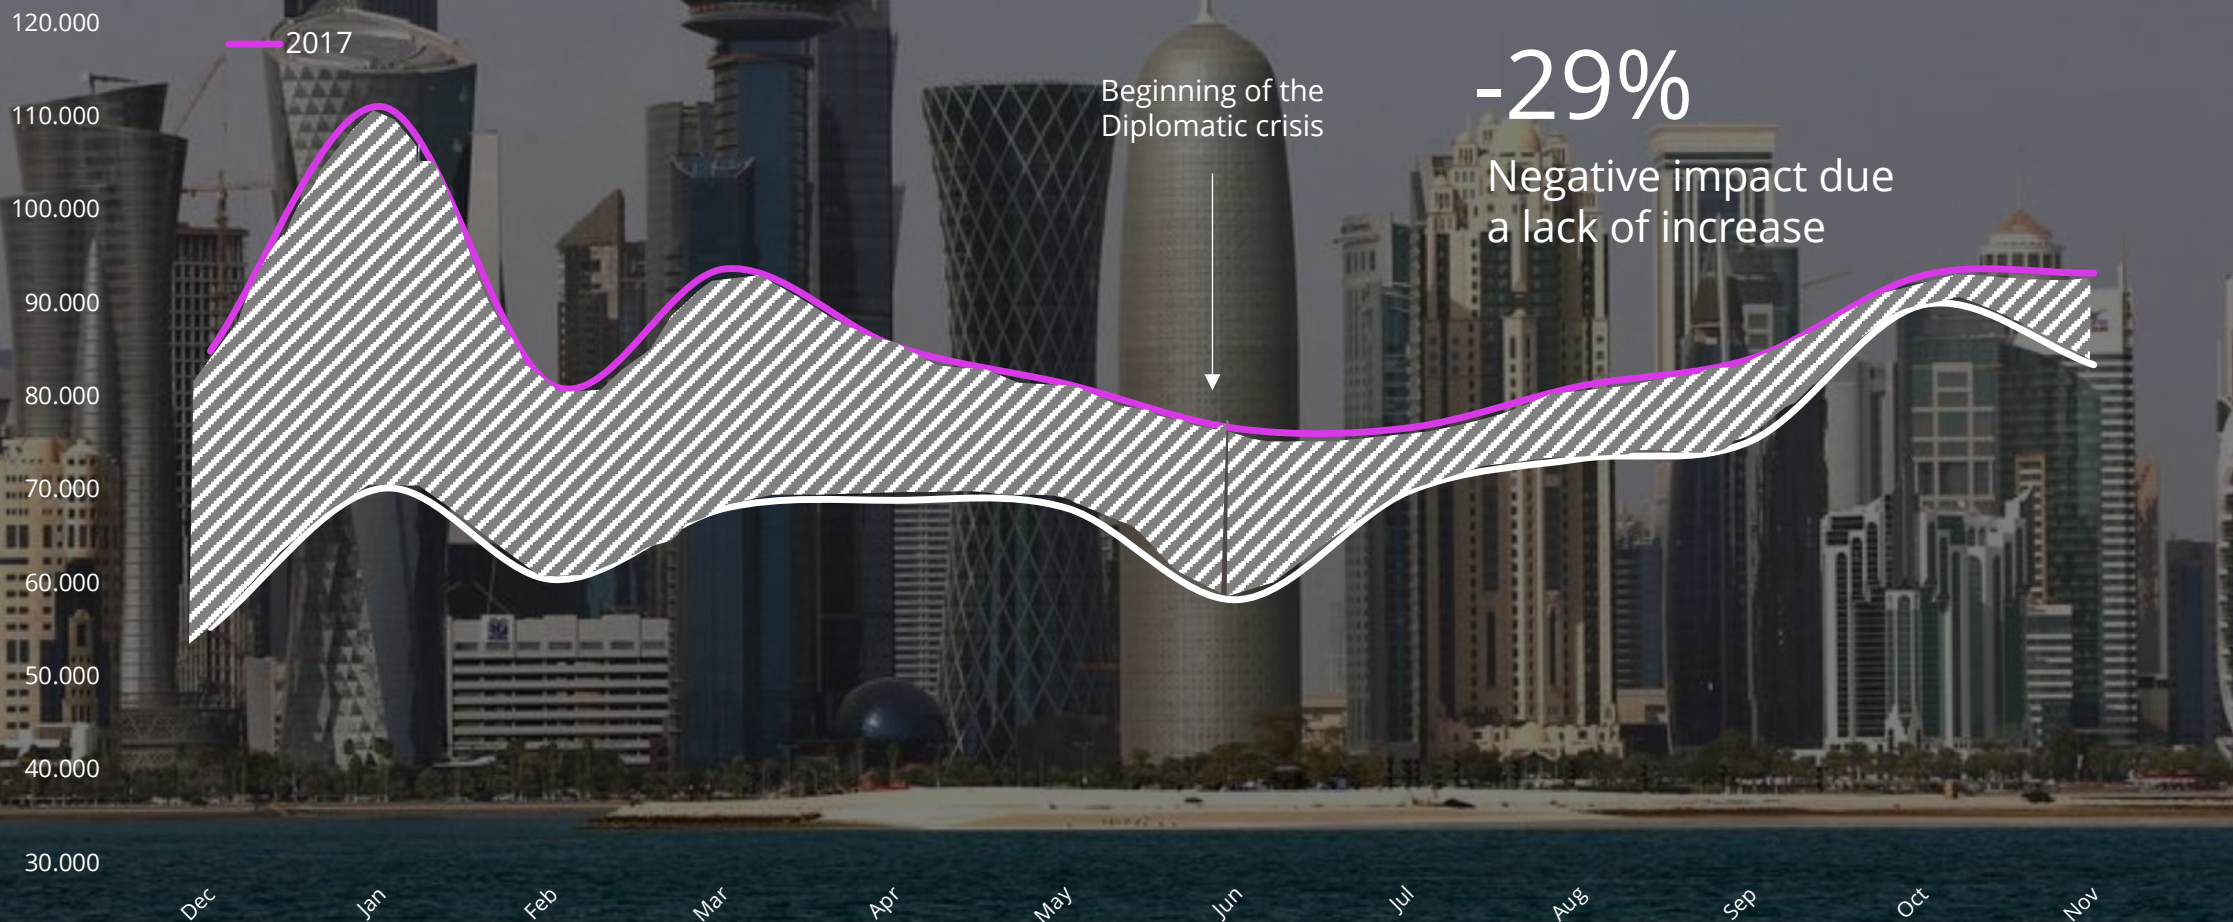 120.000
110.000
100.000
90.000
80.000
70.000
60.000
50.000
40.000
30.000
2017
Beginning of the
Diplomatic crisis
-29%
Negative impact due
a lack of increase
Dec
Jan
Feb
Mar
Apr
May
Jun
Jul
Aug
Sep
Oct
Nov